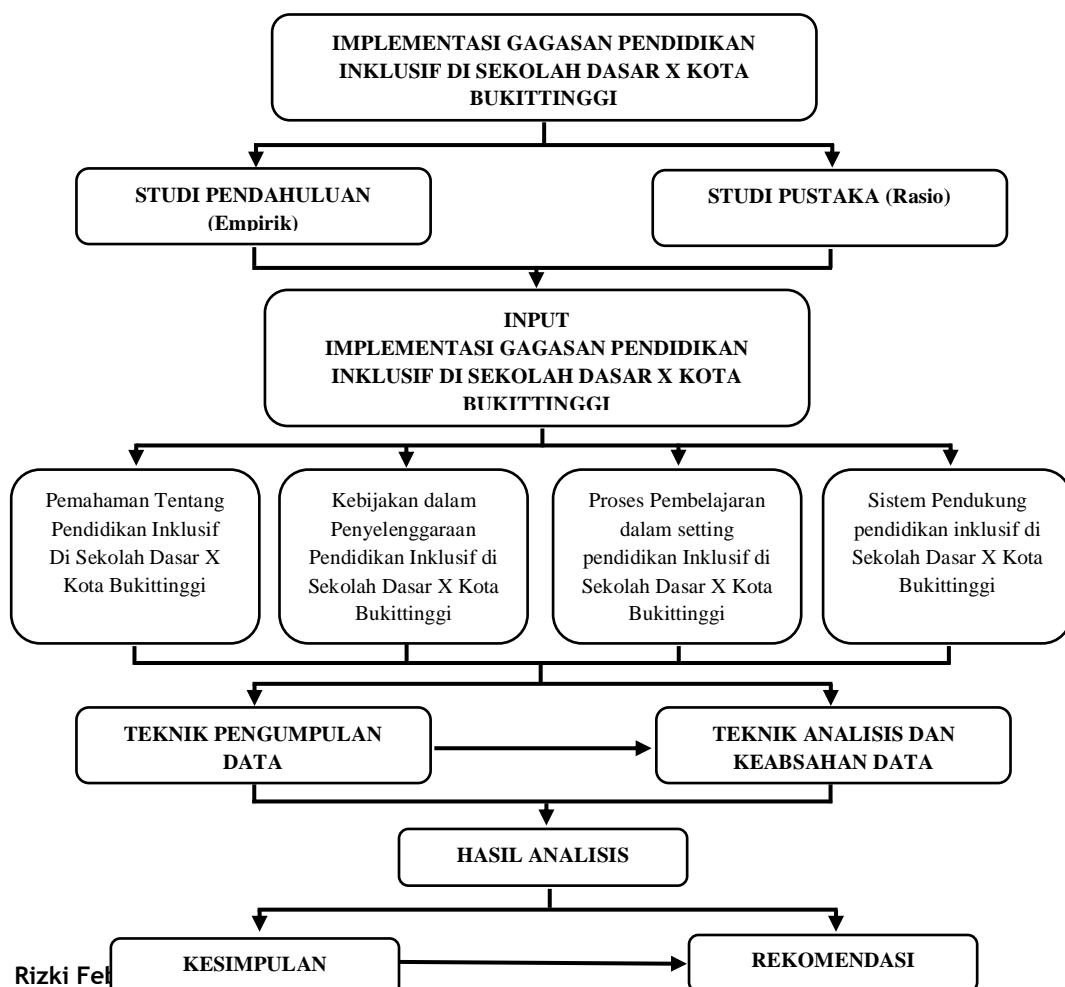 IMPLEMENTASI GAGASAN PENDIDIKAN
INKLUSIF DI SEKOLAH DASAR X KOTA
BUKITTINGGI
STUDI PENDAHULUAN
(Empirik)
STUDI PUSTAKA (Rasio)
INPUT
IMPLEMENTASI GAGASAN PENDIDIKAN
INKLUSIF DI SEKOLAH DASAR X KOTA
BUKITTINGGI
Pemahaman Tentang
Pendidikan Inklusif
Di Sekolah Dasar X
Kota Bukittinggi
Kebijakan dalam
Penyelenggaraan
Pendidikan Inklusif di
Sekolah Dasar X Kota
Bukittinggi
Proses Pembelajaran
dalam setting
pendidikan Inklusif di
Sekolah Dasar X Kota
Bukittinggi
Sistem Pendukung
pendidikan inklusif di
Sekolah Dasar X Kota
Bukittinggi
TEKNIK PENGUMPULAN
DATA
TEKNIK ANALISIS DAN
KEABSAHAN DATA
HASIL ANALISIS
KESIMPULAN
REKOMENDASI
Rizki